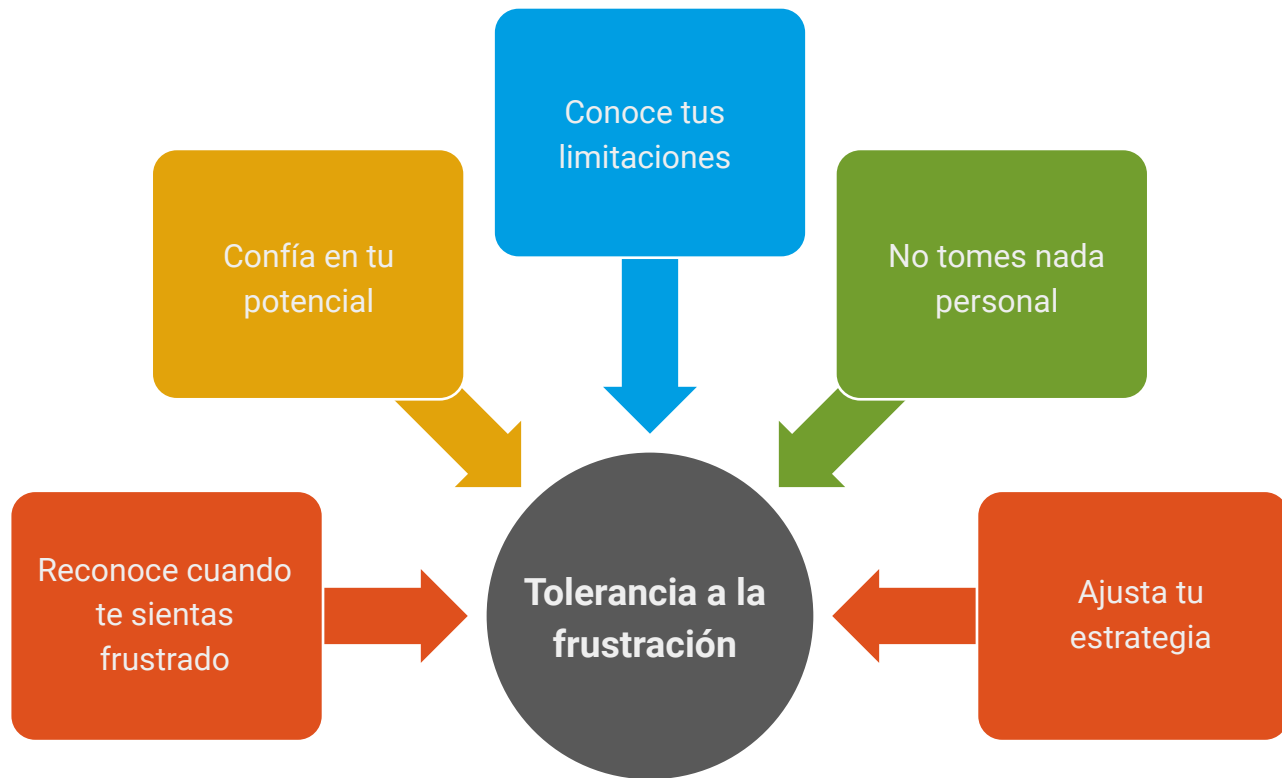 Conoce tus
limitaciones
Confía en tu
potencial
No tomes nada
personal
Reconoce cuando
te sientas
frustrado
Tolerancia a la
frustración
Ajusta tu
estrategia